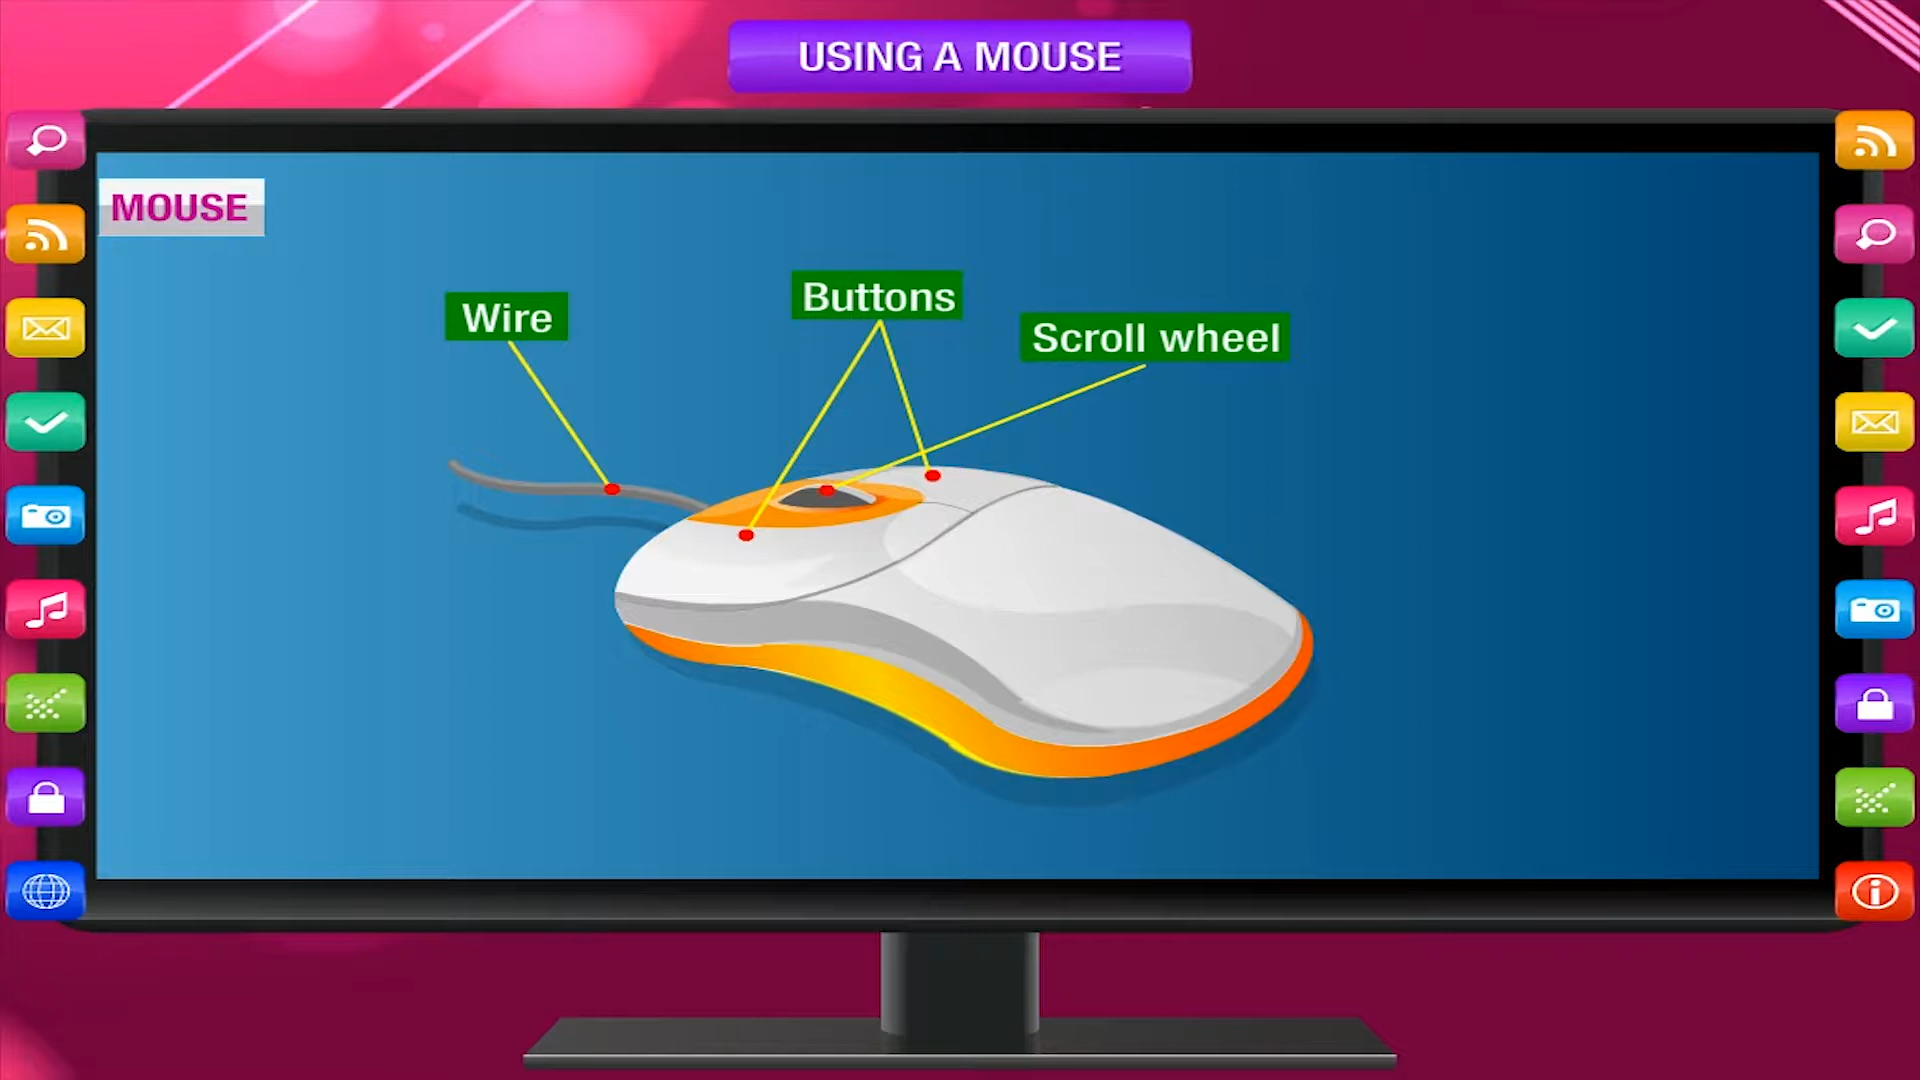 USING A MOUSE
MOUSE
Wire
Buttons
Scroll wheel